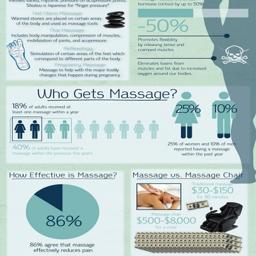 Shiatsu is Japanese for "finger pressure"
Hot Stone Massage
Warmed stones are placed on certain areas
of the body and used as massage tools
Thai Massage
Includes body manipulation, compression of muscles,
mobilization of joints, and acupressure.
Reflexology
Stimulation of certain areas of the feet which
correspond to different parts of the body.
Pregnancy Massage
Massage to help with the major bodily
changes that happen during pregnancy.
hormone cortisol by up to 50%
-50%
Promotes flexibility
by relaxing tense and
cramped muscles
Eliminates toxins from
muscles and fat due to increased
oxygen around our bodies.
Who Gets Massage?
18% of adults received at
least one massage within a year
40% of adults have received a
massage within the previous five years
25%
10%
25% of women and 10% of men
reported having a massage
within the past year
How Effective is Massage?
86%
86% agree that massage
effectively reduces pain
Massage vs. Massage Chair
$30-$150
Massage chair
$500-$8,000